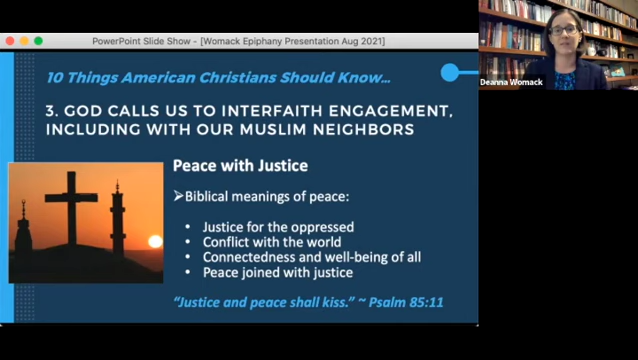 PowerPoint Slide Show - [Womack Epiphany Presentation Aug 2021]
10 Things American Christians Should Know...
3. GOD CALLS US TO INTERFAITH ENGAGEMENT,
INCLUDING WITH OUR MUSLIM NEIGHBORS
Peace with Justice
➢Biblical meanings of peace:
• Justice for the oppressed
• Conflict with the world
• Connectedness and well-being of all
• Peace joined with justice
“Justice and peace shall kiss.” ~ Psalm 85:11
Deanna Womack